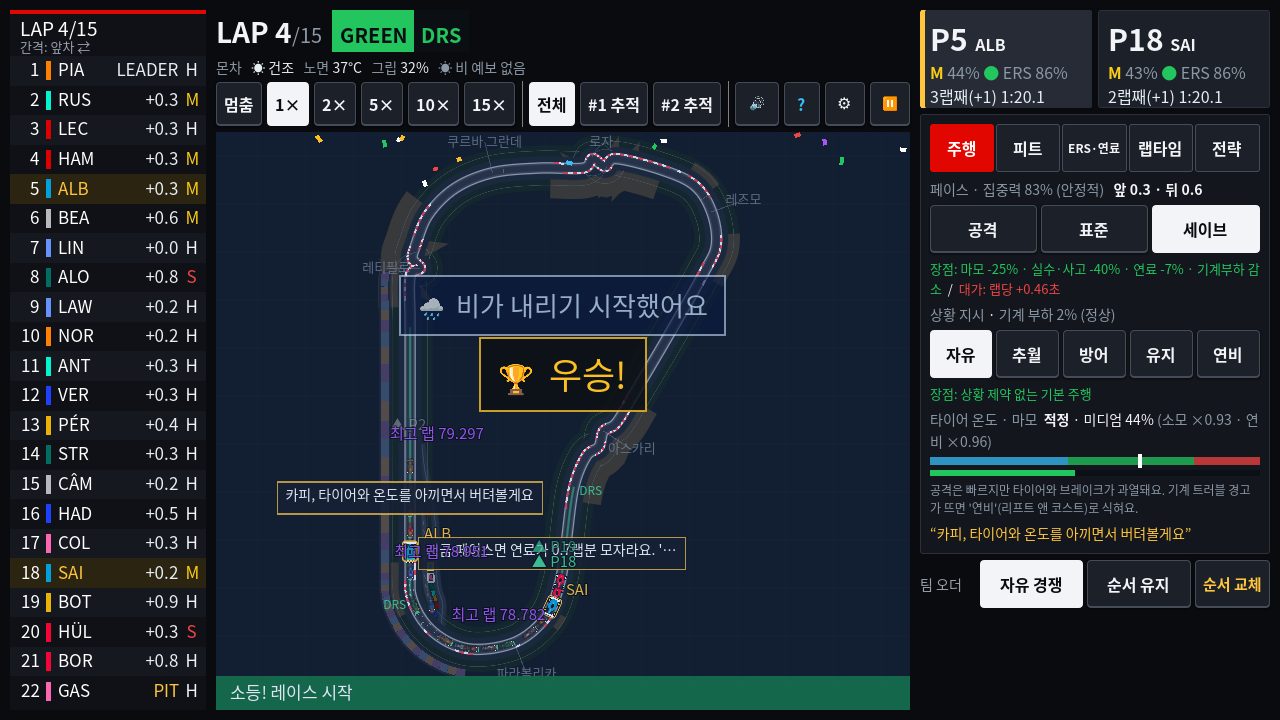 LAP 4/15
간격: 앞차 ⇄
1 PIA LEADER H
2 RUS +0.3 M
3 LEC +0.3 H
4 HAM +0.3 M
5 ALB +0.3 M
6 BEA +0.6 M
7 LIN +0.0 H
8 ALO +0.8 S
9 LAW +0.2 H
10 NOR +0.2 H
11 ANT +0.3 H
12 VER +0.3 H
13 PÉR +0.4 H
14 STR +0.3 H
15 CÂM +0.2 H
16 HAD +0.5 H
17 COL +0.3 H
18 SAI +0.2 M
19 BOT +0.9 H
20 HÜL +0.3 S
21 BOR +0.8 H
22 GAS PIT H
LAP 4/15 GREEN DRS
몬차 건조 노면 37°C 그립 32% 비 예보 없음
멈춤 1× 2× 5× 10× 15× 전체 #1 추적 #2 추적 ?
쿠르바 그란데
로자
레즈모
레티필로
비가 내리기 시작했어요
우승!
최고 랩 79.297
아스카리
DRS
카피, 타이어와 온도를 아끼면서 버텨볼게요
ALB
P18
SAI
DRS
최고 랩 78.782
파라볼리카
소등! 레이스 시작
P5 ALB
M 44% ERS 86%
3랩째(+1) 1:20.1
P18 SAI
M 43% ERS 86%
2랩째(+1) 1:20.1
주행 피트 ERS·연료 랩타임 전략
페이스 · 집중력 83% (안정적) 앞 0.3 · 뒤 0.6
공격 표준 세이브
장점: 마모 -25% · 실수·사고 -40% · 연료 -7% · 기계부하 감
소 / 대가: 랩당 +0.46초
상황 지시 · 기계 부하 2% (정상)
자유 추월 방어 유지 연비
장점: 상황 제약 없는 기본 주행
타이어 온도 · 마모 적정 · 미디엄 44% (소모 ×0.93 · 연
비 ×0.96)
공격은 빠르지만 타이어와 브레이크가 과열돼요. 기계 트러블 경고
가 뜨면 '연비'(리프트 앤 코스트)로 식혀요.
“카피, 타이어와 온도를 아끼면서 버텨볼게요”
팀 오더 자유 경쟁 순서 유지 순서 교체